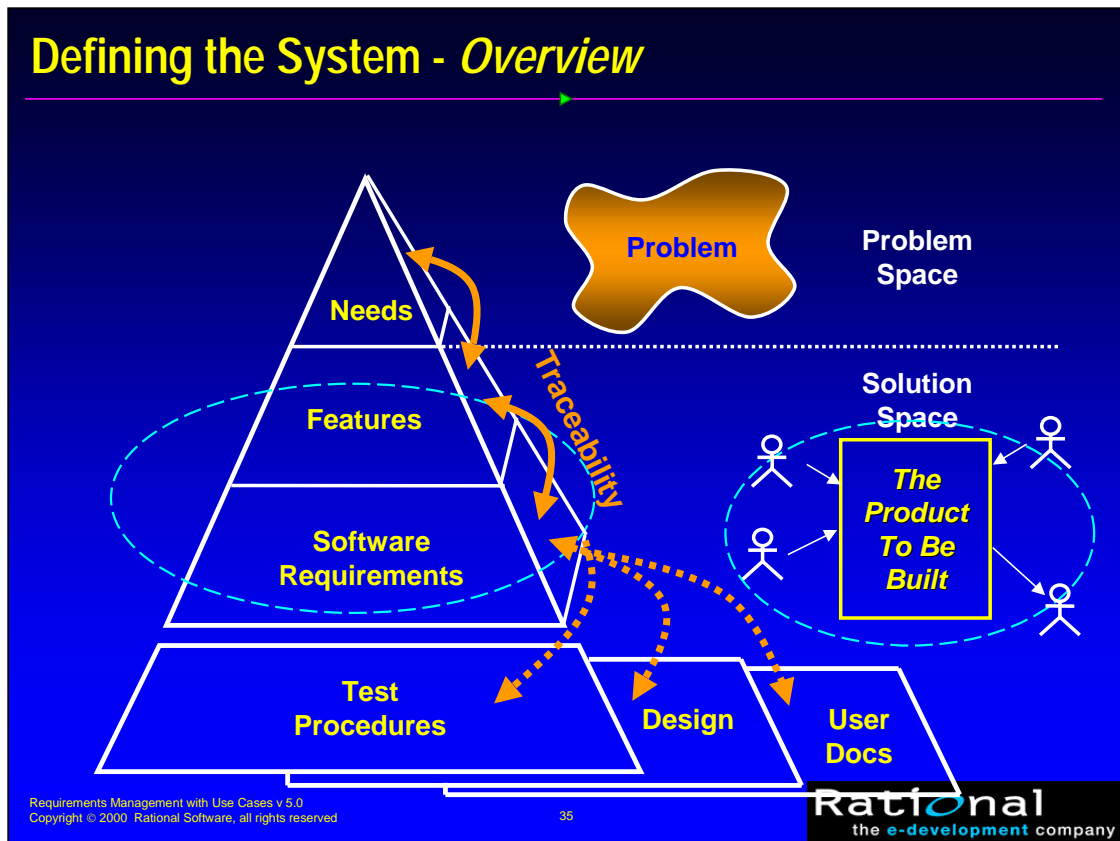 Defining the System - Overview
Problem
Problem
Space
Needs
Traceability
Features
Solution
Space
The
Product
To Be
Built
Software
Requirements
Test
Procedures
Design
User
Docs
Requirements Management with Use Cases v 5.0
Copyright © 2000 Rational Software, all rights reserved
35
Rational
the e-development company